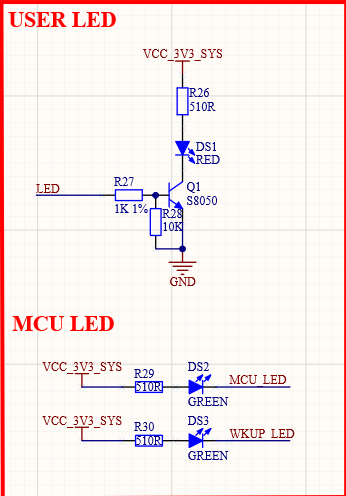 USER LED
VCC_3V3_SYS
R26
510R
DS1
RED
LED
R27
1K 1%
Q1
S8050
R28
10K
GND
MCU LED
VCC_3V3_SYS
R29
510R
DS2
GREEN
MCU_LED
VCC_3V3_SYS
R30
510R
DS3
GREEN
WKUP_LED